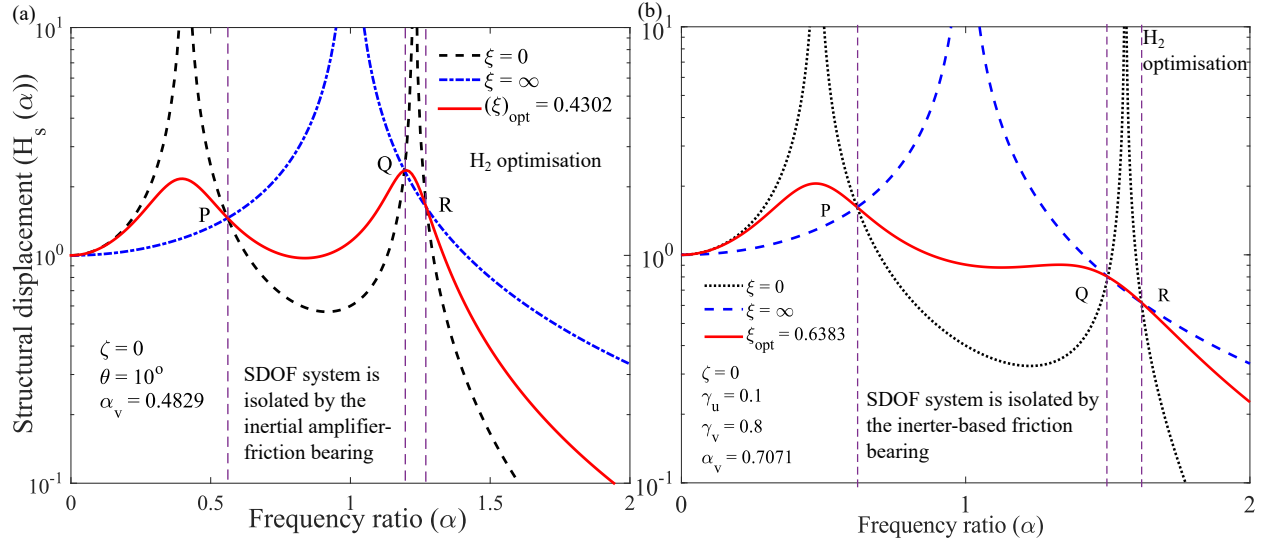 (a)
Structural displacement (H_s (α))
10^1
10^0
10^-1
ξ = 0
ξ = ∞
(ξ)_opt = 0.4302
H_2 optimisation
P
Q
R
ζ = 0
θ = 10^o
α_v = 0.4829
SDOF system is
isolated by the
inertial amplifier-
friction bearing
0
0.5
1
1.5
2
Frequency ratio (α)
(b)
10^1
10^0
10^-1
H_2
optimisation
P
Q
R
ξ = 0
ξ = ∞
ξ_opt = 0.6383
ζ = 0
γ_u = 0.1
γ_v = 0.8
α_v = 0.7071
SDOF system is isolated by
the inerter-based friction
bearing
0
1
2
Frequency ratio (α)